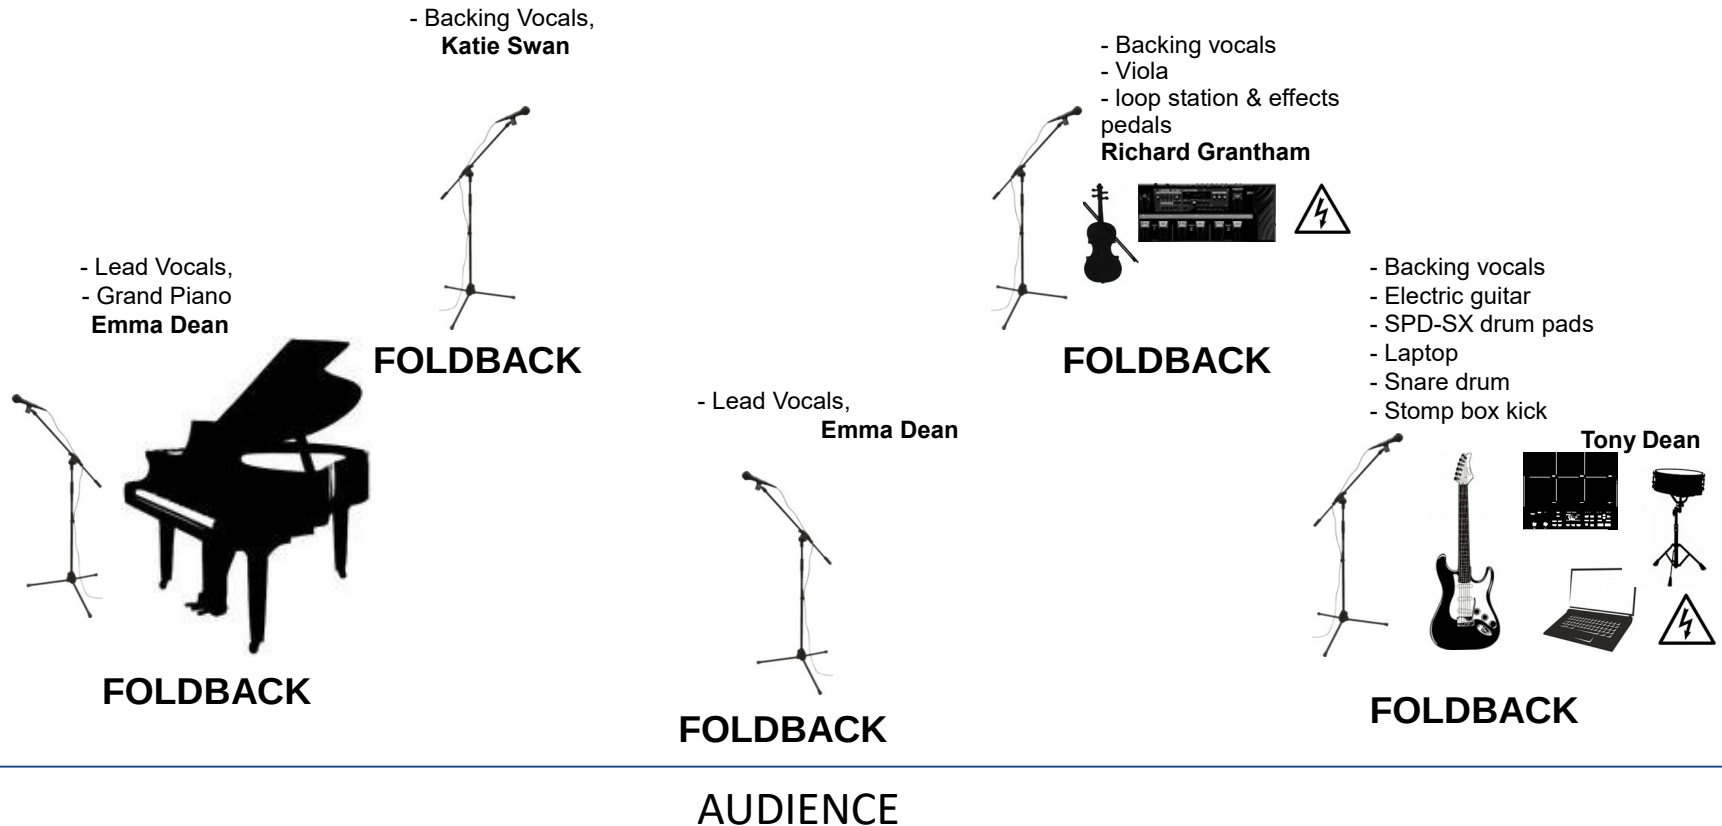 - Backing Vocals,
Katie Swan
- Backing vocals
- Viola
- loop station & effects
pedals
Richard Grantham
- Lead Vocals,
- Grand Piano
Emma Dean
- Backing vocals
- Electric guitar
- SPD-SX drum pads
- Laptop
- Snare drum
- Stomp box kick
Tony Dean
FOLDBACK
FOLDBACK
- Lead Vocals,
Emma Dean
FOLDBACK
FOLDBACK
FOLDBACK
AUDIENCE